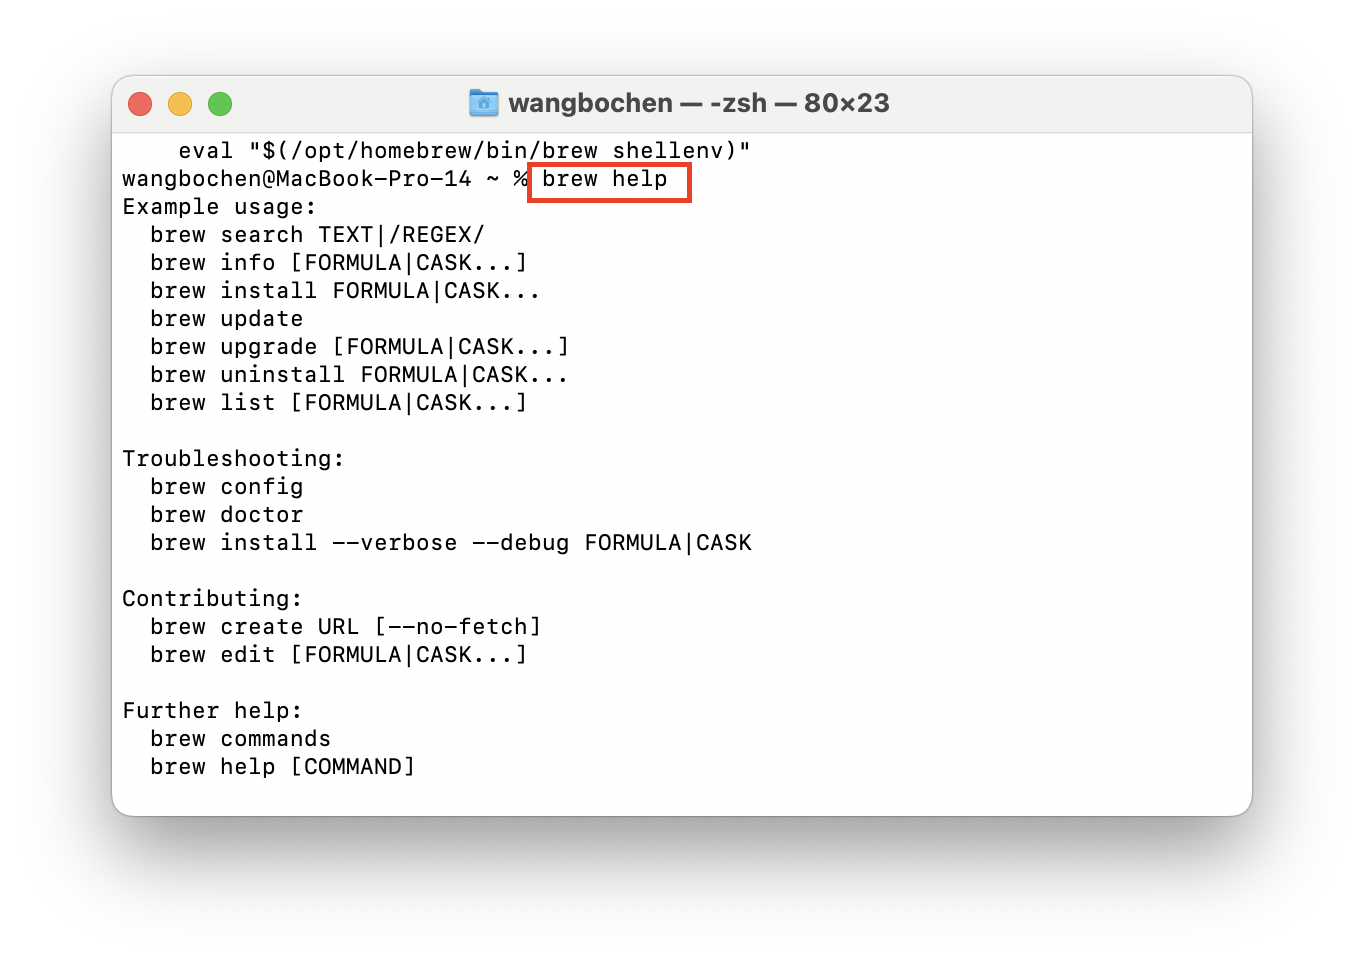 wangbochen — -zsh — 80×23
eval "$(/opt/homebrew/bin/brew shellenv)"
wangbochen@MacBook-Pro-14 ~ % brew help
Example usage:
  brew search TEXT|/REGEX/
  brew info [FORMULA|CASK...]
  brew install FORMULA|CASK...
  brew update
  brew upgrade [FORMULA|CASK...]
  brew uninstall FORMULA|CASK...
  brew list [FORMULA|CASK...]
Troubleshooting:
  brew config
  brew doctor
  brew install --verbose --debug FORMULA|CASK
Contributing:
  brew create URL [--no-fetch]
  brew edit [FORMULA|CASK...]
Further help:
  brew commands
  brew help [COMMAND]